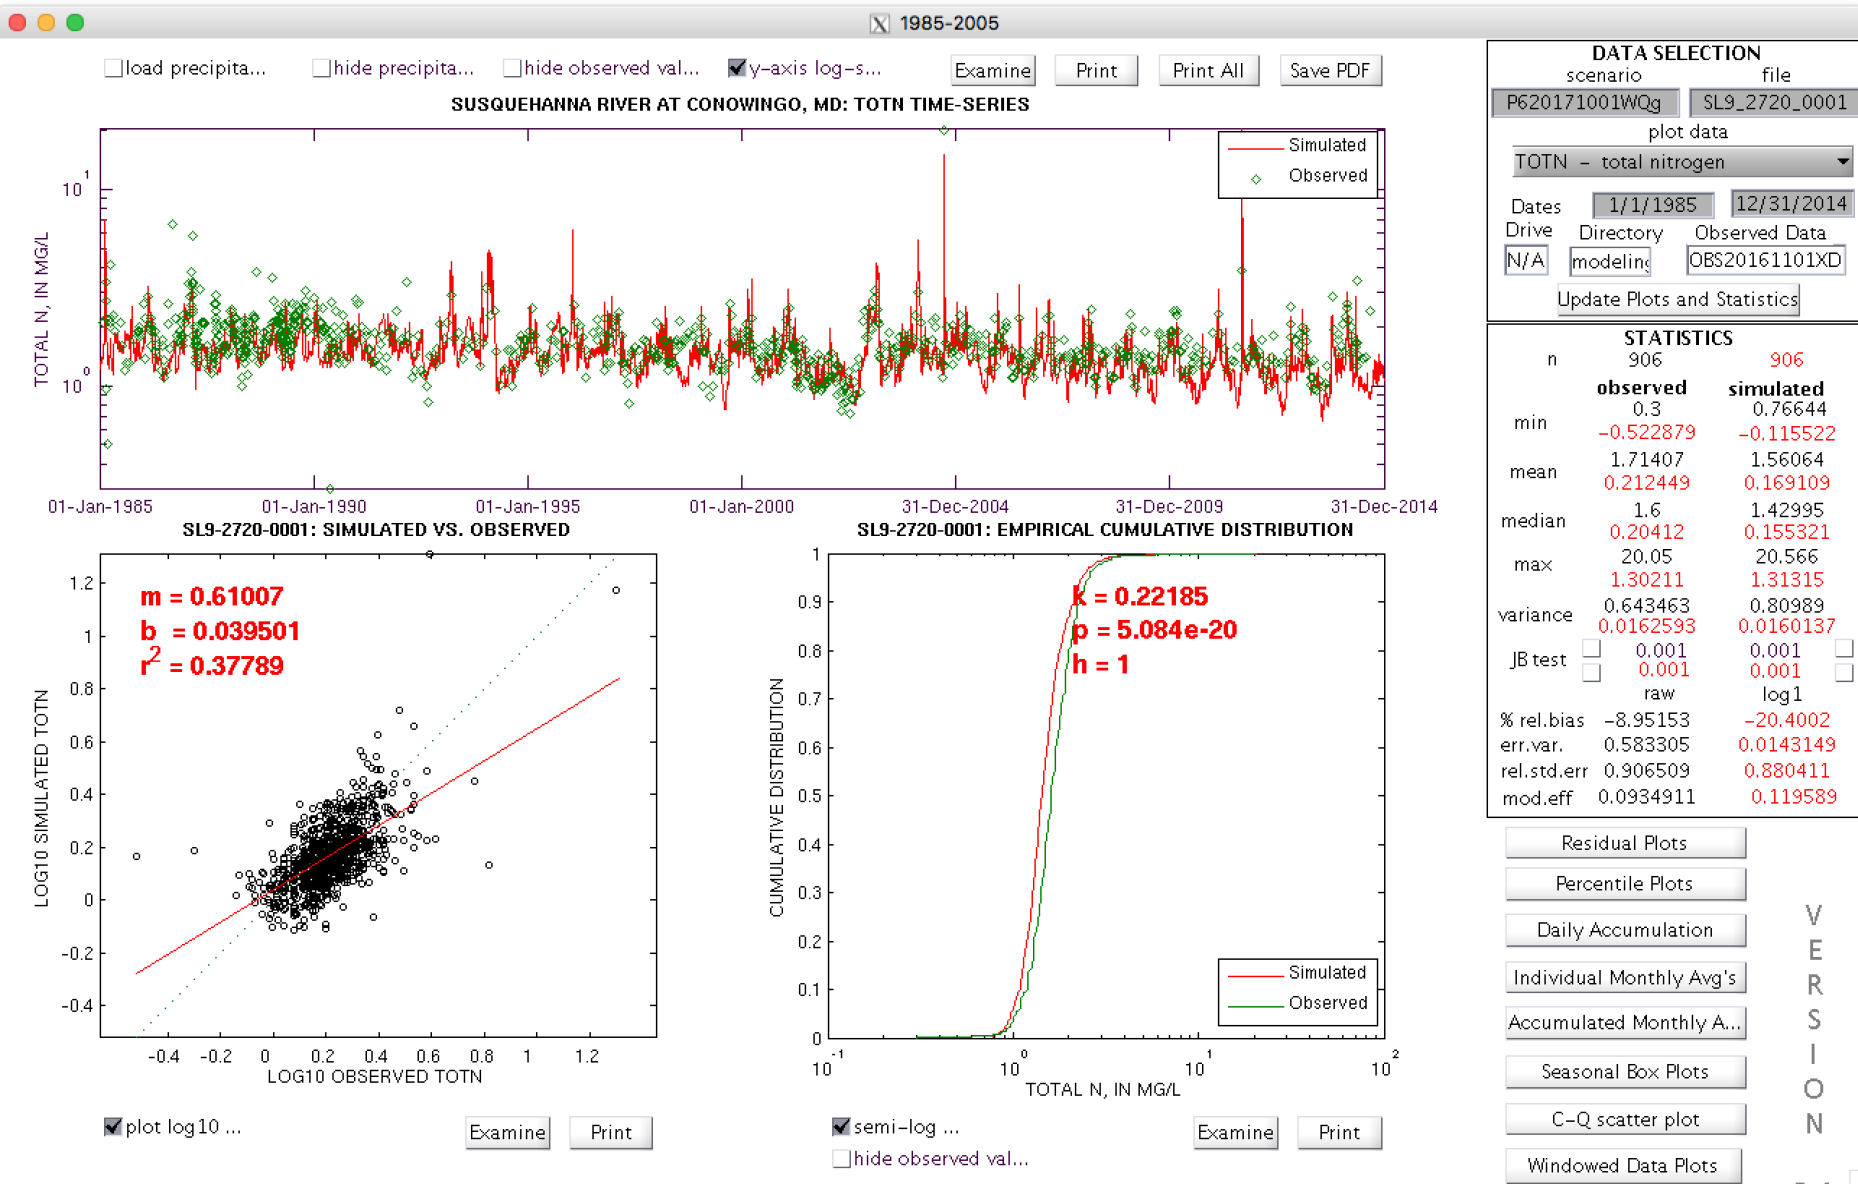 1985-2005
load precipita...
hide precipita...
hide observed val...
y-axis log-s...
Examine
Print
Print All
Save PDF
SUSQUEHANNA RIVER AT CONOWINGO, MD: TOTN TIME-SERIES
TOTAL N, IN MG/L
10 1
10 0
Simulated
Observed
01-Jan-1985
01-Jan-1990
01-Jan-1995
01-Jan-2000
31-Dec-2004
31-Dec-2009
31-Dec-2014
SL9-2720-0001: SIMULATED VS. OBSERVED
m = 0.61007
b = 0.039501
r2 = 0.37789
LOG10 SIMULATED TOTN
1.2
1
0.8
0.6
0.4
0.2
0
-0.2
-0.4
-0.4 -0.2 0 0.2 0.4 0.6 0.8 1 1.2
LOG10 OBSERVED TOTN
plot log10 ...
Examine
Print
SL9-2720-0001: EMPIRICAL CUMULATIVE DISTRIBUTION
k = 0.22185
p = 5.084e-20
h = 1
CUMULATIVE DISTRIBUTION
1
0.9
0.8
0.7
0.6
0.5
0.4
0.3
0.2
0.1
0
Simulated
Observed
10 -1 10 0 10 1 10 2
TOTAL N, IN MG/L
semi-log ...
hide observed val...
Examine
Print
DATA SELECTION
scenario file
P620171001WQg SL9_2720_0001
plot data
TOTN - total nitrogen
Dates 1/1/1985 12/31/2014
Drive Directory Observed Data
N/A modeling OBS20161101XD
Update Plots and Statistics
STATISTICS
n 906 906
observed simulated
min 0.3 0.76644
-0.522879 -0.115522
mean 1.71407 1.56064
0.212449 0.169109
median 1.6 1.42995
0.20412 0.155321
max 20.05 20.566
1.30211 1.31315
variance 0.643463 0.80989
0.0162593 0.0160137
JB test 0.001 0.001
0.001 0.001
raw log1
% rel.bias -8.95153 -20.4002
err.var. 0.583305 0.0143149
rel.std.err 0.906509 0.880411
mod.eff 0.0934911 0.119589
Residual Plots
Percentile Plots
Daily Accumulation
Individual Monthly Avg's
Accumulated Monthly A...
Seasonal Box Plots
C-Q scatter plot
Windowed Data Plots
VERSION